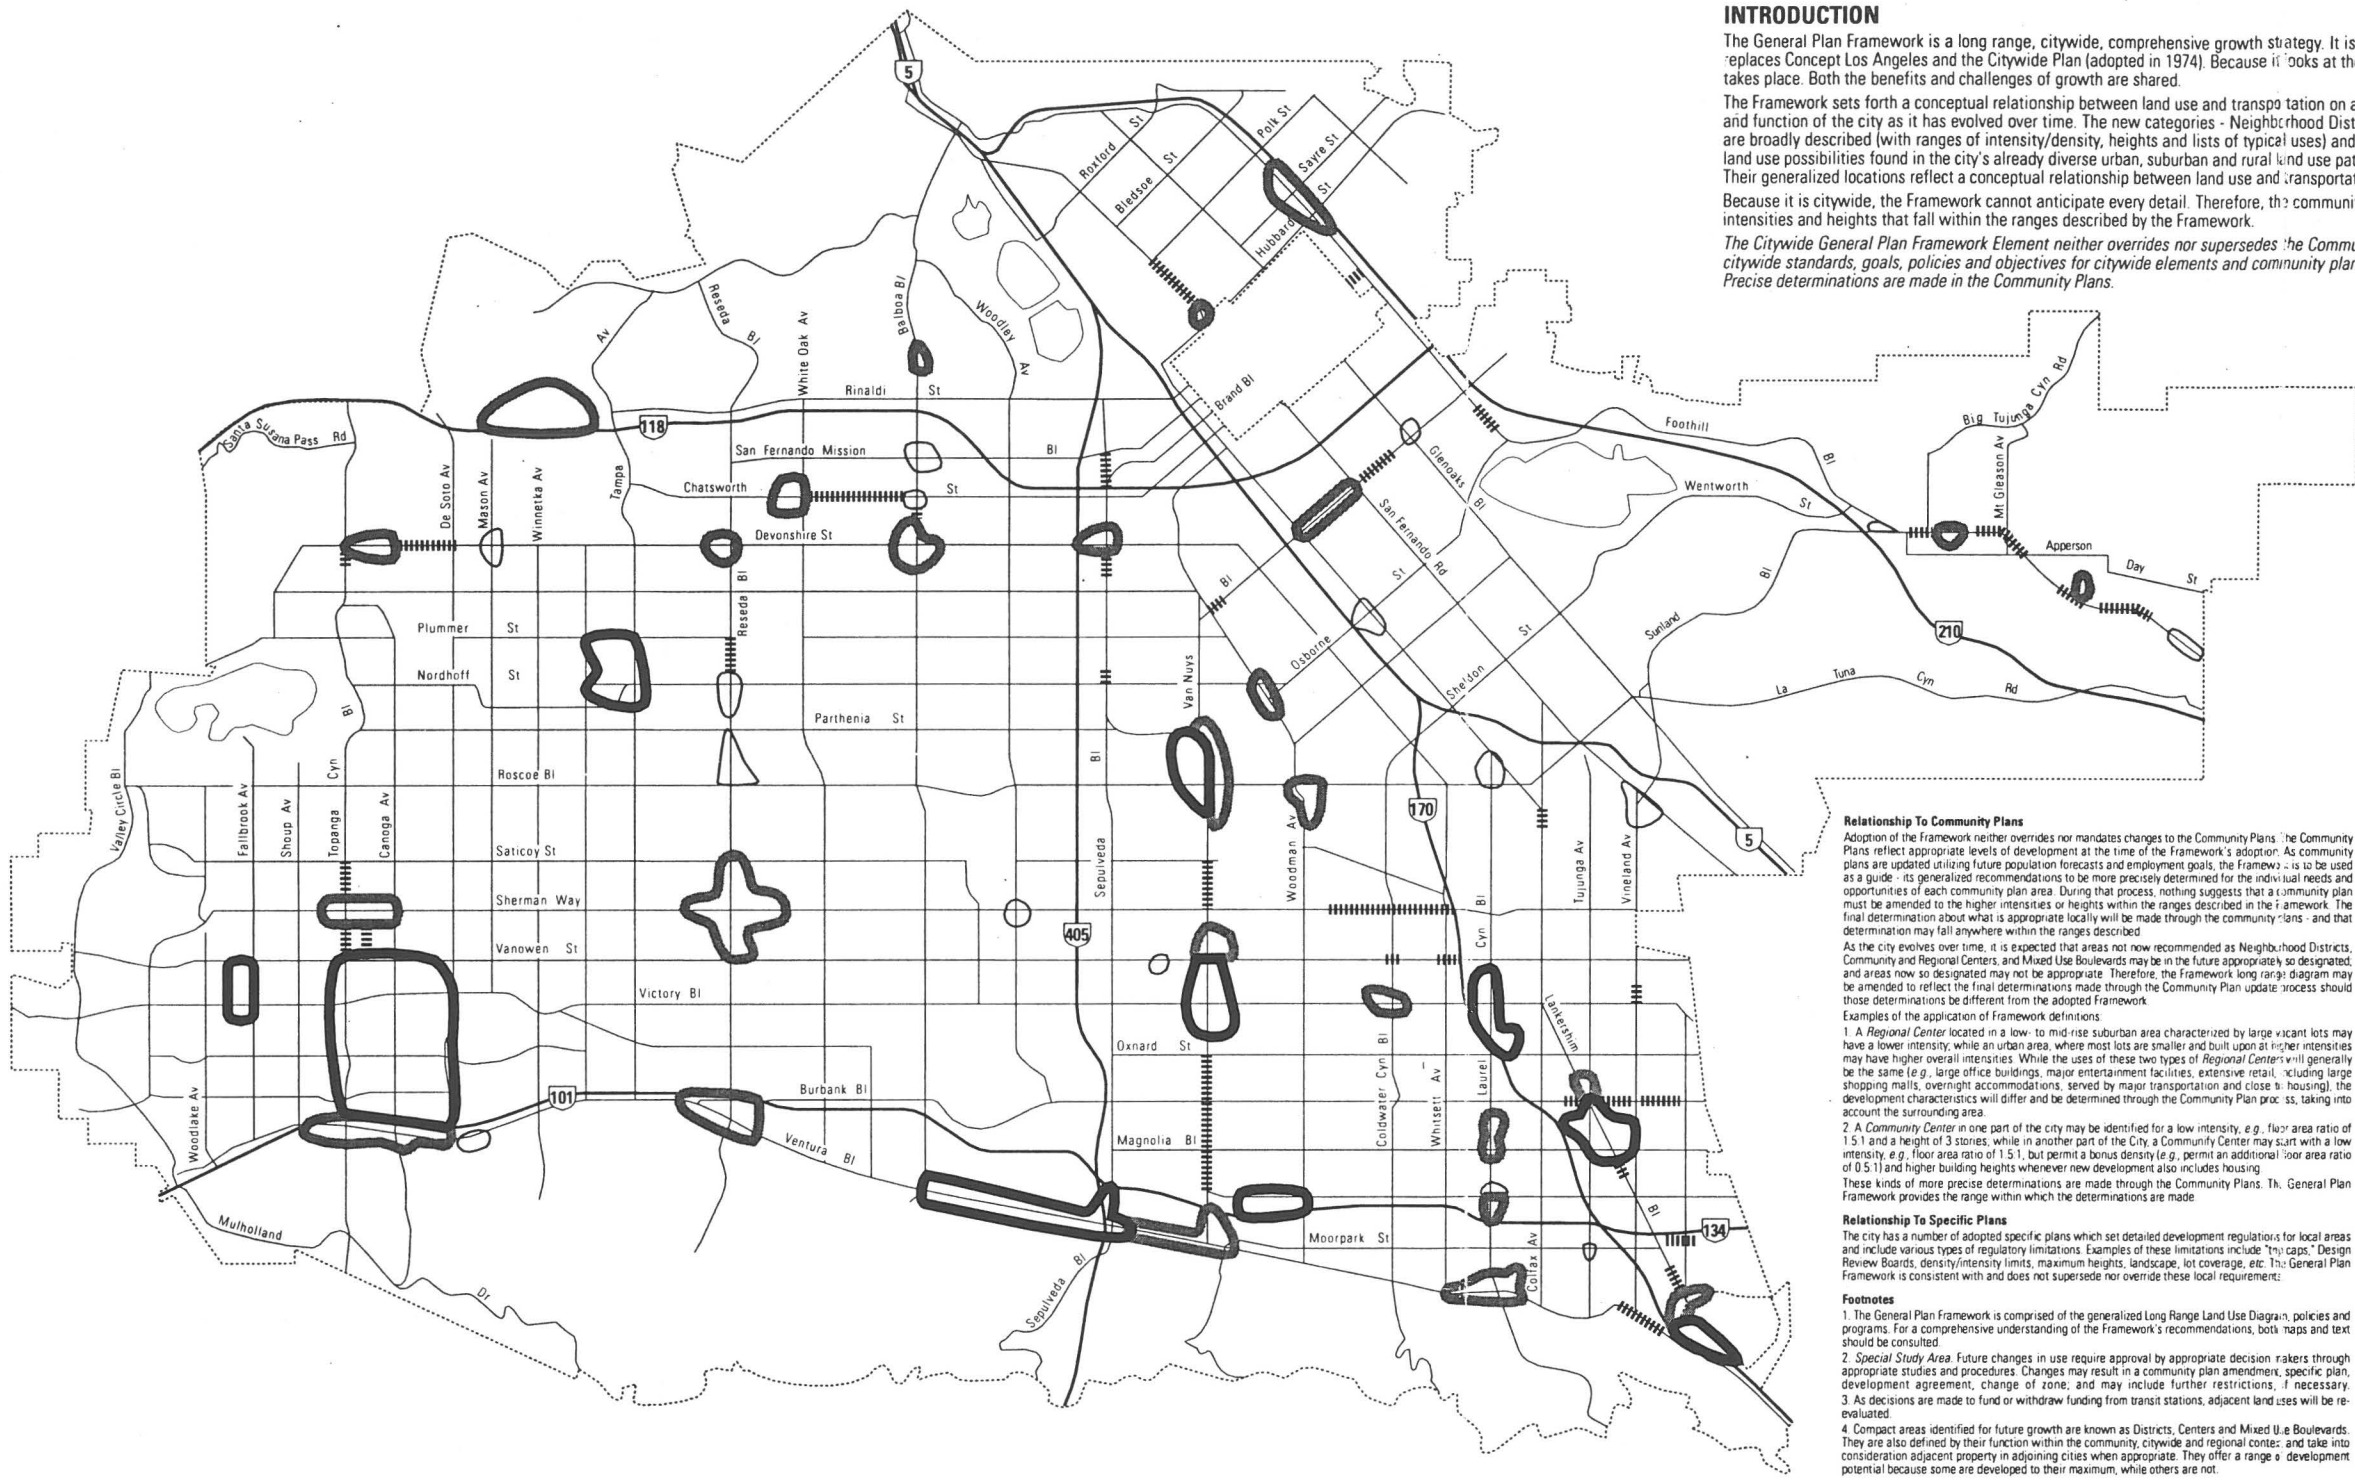 INTRODUCTION
The General Plan Framework is a long range, citywide, comprehensive growth strategy. It is
replaces Concept Los Angeles and the Citywide Plan (adopted in 1974). Because it looks at th
takes place. Both the benefits and challenges of growth are shared.
The Framework sets forth a conceptual relationship between land use and transpo tation on a
and function of the city as it has evolved over time. The new categories - Neighborhood Dist
are broadly described (with ranges of intensity/density, heights and lists of typical uses) and
land use possibilities found in the city's already diverse urban, suburban and rural land use pat
Their generalized locations reflect a conceptual relationship between land use and transportat
Because it is citywide, the Framework cannot anticipate every detail. Therefore, the communi
intensities and heights that fall within the ranges described by the Framework.
The Citywide General Plan Framework Element neither overrides nor supersedes the Commu
citywide standards, goals, policies and objectives for citywide elements and community plan
Precise determinations are made in the Community Plans.
5
Roxford St
Bledsoe St
Polk St
Sayre St
Hubbard St
Reseda Bl
Av
White Oak Av
Balboa Bl
Woodley Av
Rinaldi St
Brand Bl
118
Santa Susana Pass Rd
San Fernando Mission Bl
Chatsworth St
Devonshire St
De Soto Av
Mason Av
Winnetka Av
Tampa
Reseda Bl
Glenoaks Bl
San Fernando Rd
Foothill Bl
Wentworth St
Big Tujunga Cyn Rd
Mt Gleason Av
Apperson
Day St
210
Sunland Bl
La Tuna Cyn Rd
Bl
Osborne St
Sheldon St
Plummer St
Nordhoff St
Parthenia St
Roscoe Bl
Saticoy St
Sherman Way
Vanowen St
Victory Bl
Oxnard St
Burbank Bl
Magnolia Bl
Moorpark St
Ventura Bl
Valley Circle Bl
Fallbrook Av
Shoup Av
Topanga Cyn Bl
Canoga Av
Woodlake Av
Sepulveda Bl
Van Nuys
Woodman Av
Coldwater Cyn Bl
Whitsett Av
Laurel Cyn Bl
Tujunga Av
Vineland Av
Lankershim Bl
Colfax Av
Mulholland Dr
Sepulveda Bl
170
5
405
101
134
Relationship To Community Plans
Adoption of the Framework neither overrides nor mandates changes to the Community Plans. The Community
Plans reflect appropriate levels of development at the time of the Framework's adoption. As community
plans are updated utilizing future population forecasts and employment goals, the Framework is to be used
as a guide - its generalized recommendations to be more precisely determined for the individual needs and
opportunities of each community plan area. During that process, nothing suggests that a community plan
must be amended to the higher intensities or heights within the ranges described in the Framework. The
final determination about what is appropriate locally will be made through the community plans - and that
determination may fall anywhere within the ranges described
As the city evolves over time, it is expected that areas not now recommended as Neighborhood Districts,
Community and Regional Centers, and Mixed Use Boulevards may be in the future appropriately so designated;
and areas now so designated may not be appropriate Therefore, the Framework long range diagram may
be amended to reflect the final determinations made through the Community Plan update process should
those determinations be different from the adopted Framework
Examples of the application of Framework definitions
1. A Regional Center located in a low- to mid-rise suburban area characterized by large vacant lots may
have a lower intensity; while an urban area, where most lots are smaller and built upon at higher intensities
may have higher overall intensities While the uses of these two types of Regional Centers will generally
be the same (e.g., large office buildings, major entertainment facilities, extensive retail, including large
shopping malls, overnight accommodations, served by major transportation and close to housing), the
development characteristics will differ and be determined through the Community Plan process, taking into
account the surrounding area.
2. A Community Center in one part of the city may be identified for a low intensity, e.g., floor area ratio of
1.5:1 and a height of 3 stories, while in another part of the City, a Community Center may start with a low
intensity, e.g., floor area ratio of 1.5:1, but permit a bonus density (e.g., permit an additional floor area ratio
of 0.5:1) and higher building heights whenever new development also includes housing
These kinds of more precise determinations are made through the Community Plans. The General Plan
Framework provides the range within which the determinations are made
Relationship To Specific Plans
The city has a number of adopted specific plans which set detailed development regulations for local areas
and include various types of regulatory limitations. Examples of these limitations include "trip caps," Design
Review Boards, density/intensity limits, maximum heights, landscape, lot coverage, etc. The General Plan
Framework is consistent with and does not supersede nor override these local requirements
Footnotes
1. The General Plan Framework is comprised of the generalized Long Range Land Use Diagram, policies and
programs. For a comprehensive understanding of the Framework's recommendations, both maps and text
should be consulted
2. Special Study Area. Future changes in use require approval by appropriate decision makers through
appropriate studies and procedures. Changes may result in a community plan amendment, specific plan,
development agreement, change of zone; and may include further restrictions, if necessary.
3. As decisions are made to fund or withdraw funding from transit stations, adjacent land uses will be re-
evaluated.
4. Compact areas identified for future growth are known as Districts, Centers and Mixed Use Boulevards.
They are also defined by their function within the community, citywide and regional context and take into
consideration adjacent property in adjoining cities when appropriate. They offer a range of development
potential because some are developed to their maximum, while others are not.